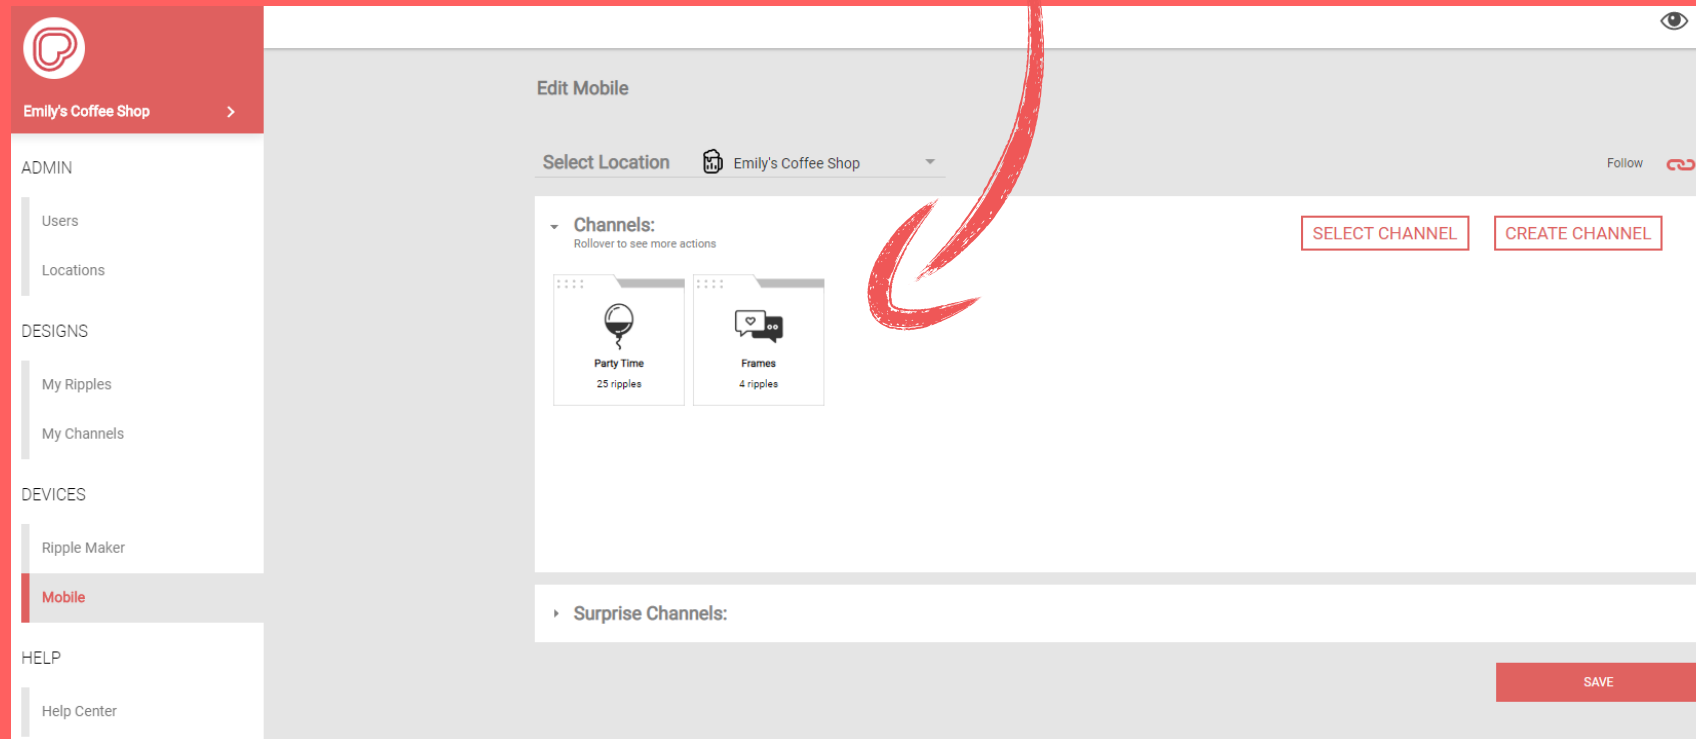 Emily's Coffee Shop
ADMIN
Users
Locations
DESIGNS
My Ripples
My Channels
DEVICES
Ripple Maker
Mobile
HELP
Help Center
Edit Mobile
Select Location Emily's Coffee Shop
Follow
Channels:
Rollover to see more actions
SELECT CHANNEL CREATE CHANNEL
Party Time
25 ripples
Frames
4 ripples
Surprise Channels:
SAVE